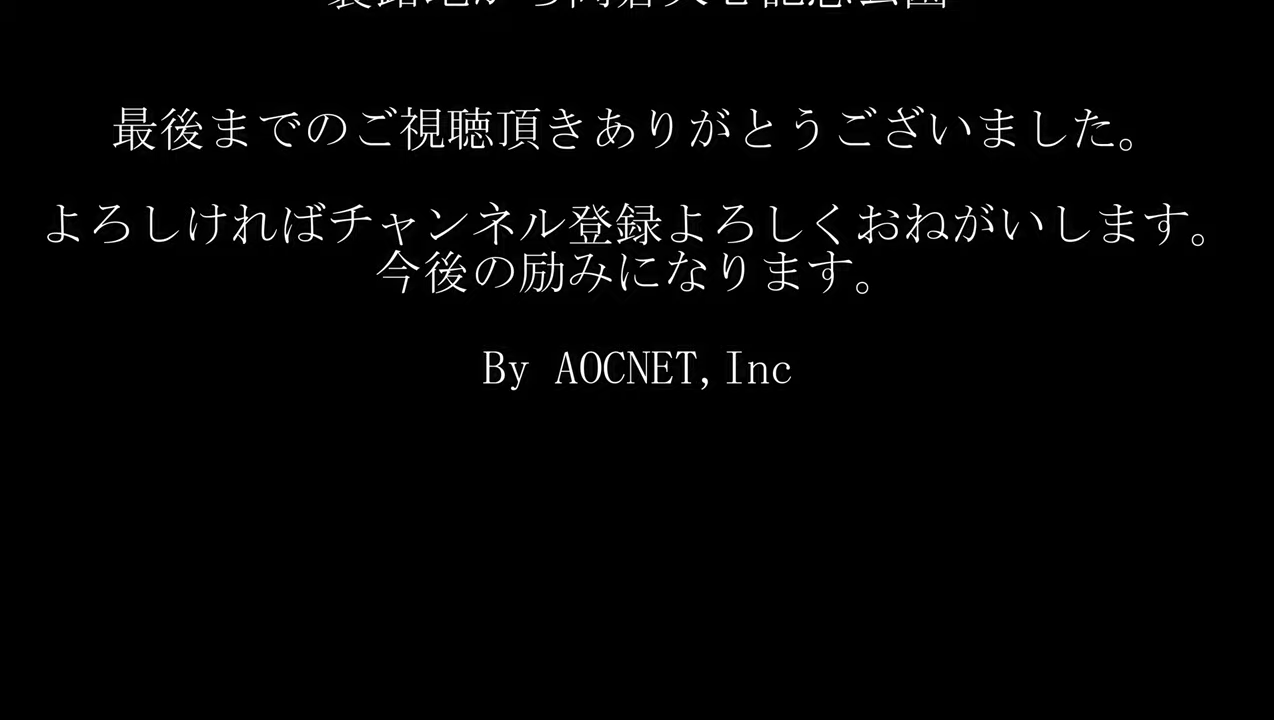 最後までのご視聴頂きありがとうございました。
よろしければチャンネル登録よろしくおねがいします。
今後の励みになります。
By AOCNET,Inc